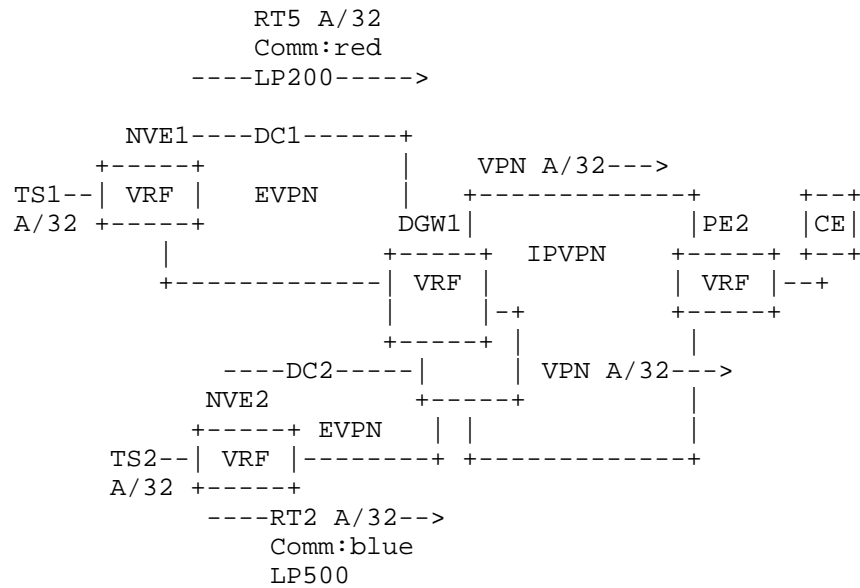 RT5 A/32
Comm:red
----LP200----->
NVE1----DC1------+
+-----+ | VPN A/32--->
TS1--| VRF | EVPN | +-------------+ +--+
A/32 +-----+ DGW1| |PE2 |CE|
| +-----+ IPVPN +-----+ +--+
+-------------| VRF | | VRF |--+
| |-+ +-----+
+-----+ | |
----DC2-----| | VPN A/32--->
NVE2 +-----+ |
+-----+ EVPN | | |
TS2--| VRF |--------+ +-------------+
A/32 +-----+
----RT2 A/32-->
Comm:blue
LP500